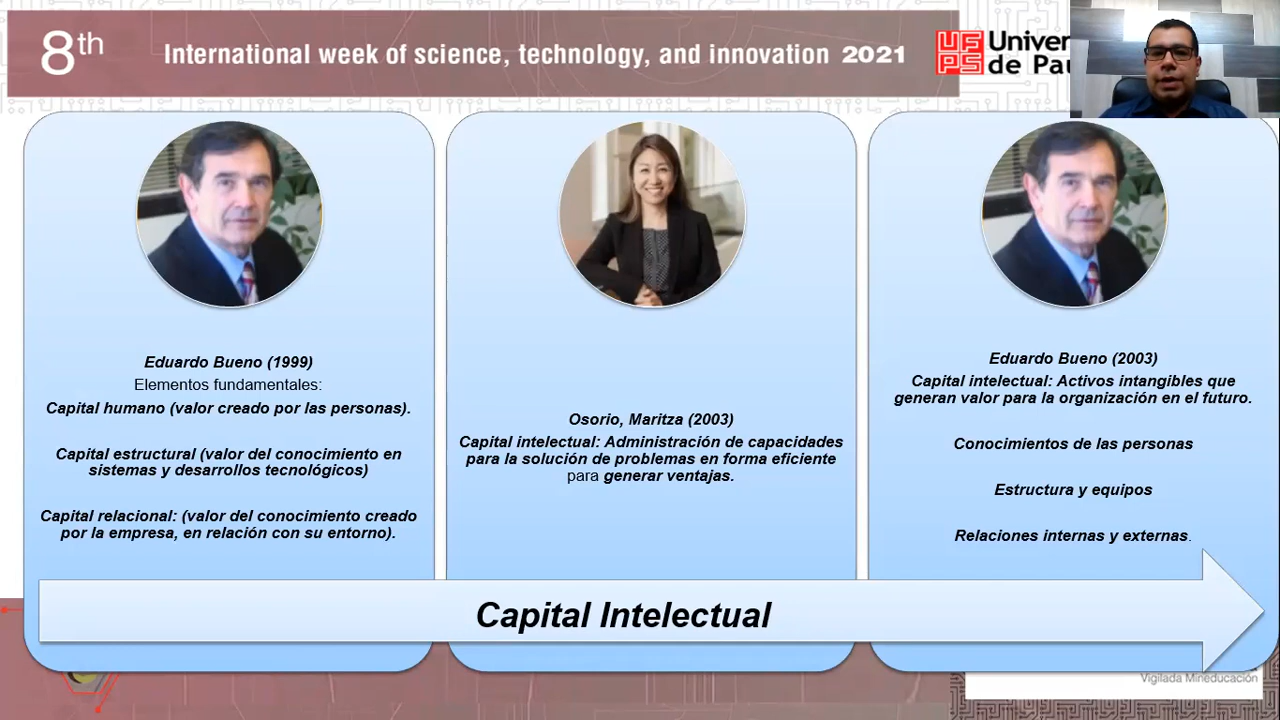 8th
International week of science, technology, and innovation 2021
UF
PS
Univer
de Pau
Eduardo Bueno (1999)
Elementos fundamentales:
Capital humano (valor creado por las personas).
Capital estructural (valor del conocimiento en
sistemas y desarrollos tecnológicos)
Capital relacional: (valor del conocimiento creado
por la empresa, en relación con su entorno).
Osorio, Maritza (2003)
Capital intelectual: Administración de capacidades
para la solución de problemas en forma eficiente
para generar ventajas.
Eduardo Bueno (2003)
Capital intelectual: Activos intangibles que
generan valor para la organización en el futuro.
Conocimientos de las personas
Estructura y equipos
Relaciones internas y externas.
Capital Intelectual
Vigilada Mineducación